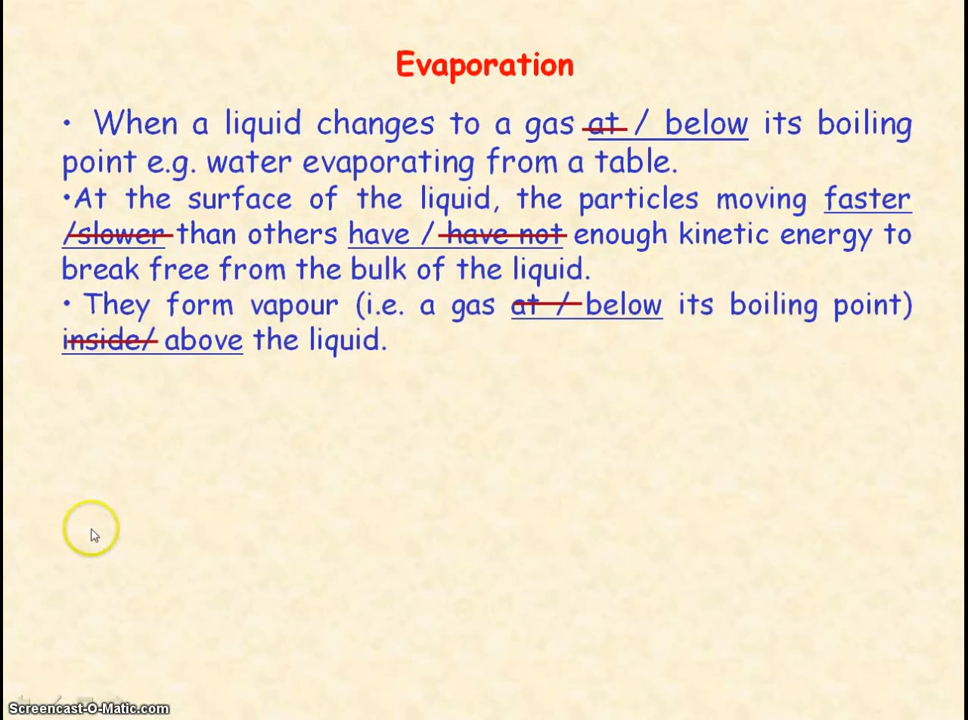 Evaporation
• When a liquid changes to a gas at / below its boiling
point e.g. water evaporating from a table.
•At the surface of the liquid, the particles moving faster
/slower than others have / have not enough kinetic energy to
break free from the bulk of the liquid.
• They form vapour (i.e. a gas at / below its boiling point)
inside/ above the liquid.
Screencast-O-Matic.com